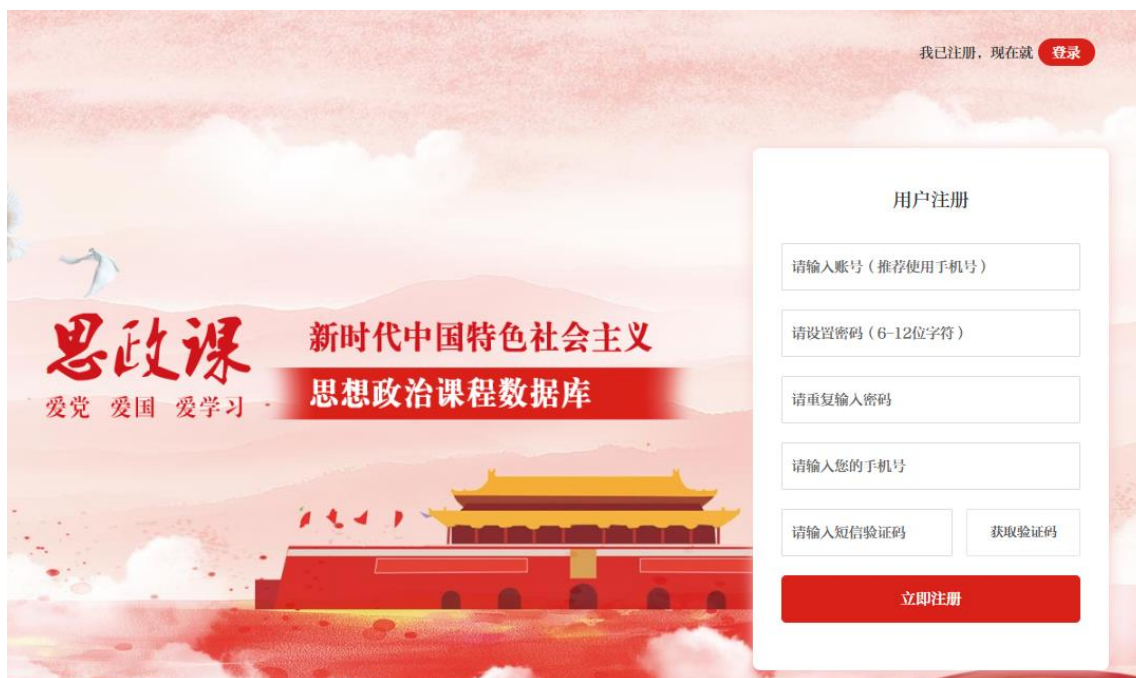 我已注册，现在就 登录
思政课
爱党 爱国 爱学习
新时代中国特色社会主义
思想政治课程数据库
用户注册
请输入账号（推荐使用手机号）
请设置密码（6-12位字符）
请重复输入密码
请输入您的手机号
请输入短信验证码 获取验证码
立即注册